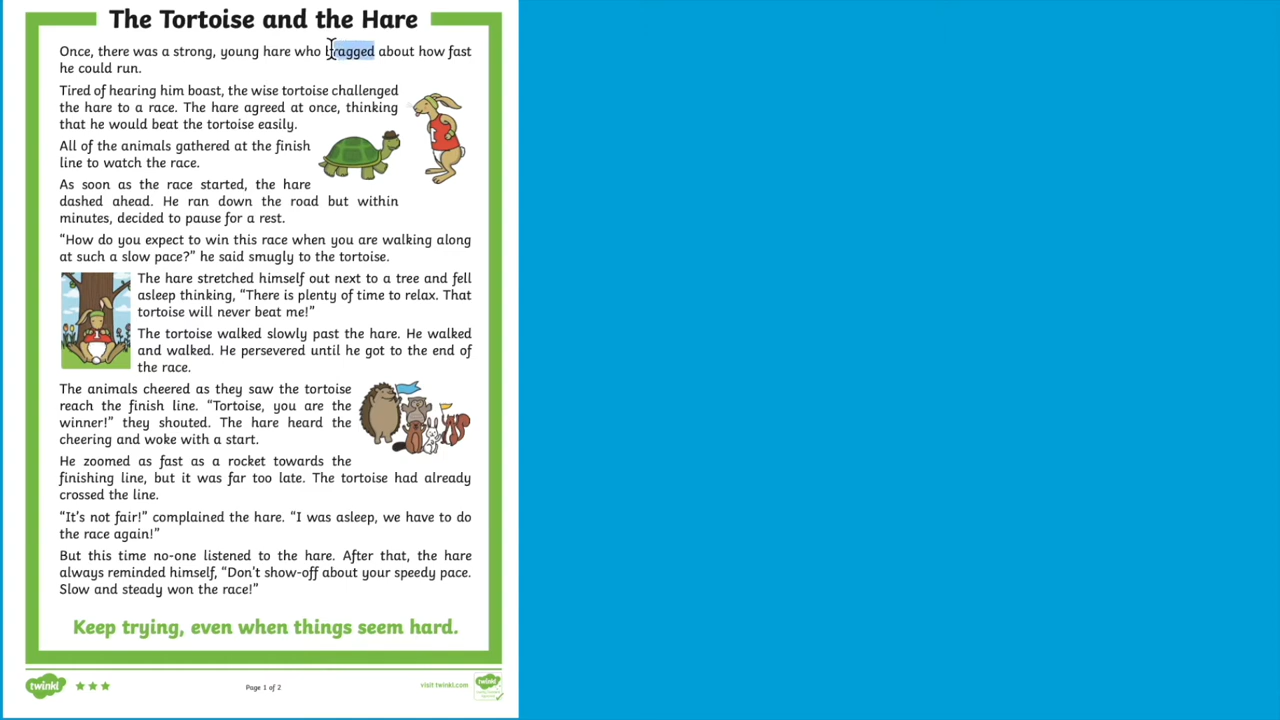 The Tortoise and the Hare
Once, there was a strong, young hare who bragged about how fast
he could run.
Tired of hearing him boast, the wise tortoise challenged
the hare to a race. The hare agreed at once, thinking
that he would beat the tortoise easily.
All of the animals gathered at the finish
line to watch the race.
As soon as the race started, the hare
dashed ahead. He ran down the road but within
minutes, decided to pause for a rest.
“How do you expect to win this race when you are walking along
at such a slow pace?” he said smugly to the tortoise.
The hare stretched himself out next to a tree and fell
asleep thinking, “There is plenty of time to relax. That
tortoise will never beat me!”
The tortoise walked slowly past the hare. He walked
and walked. He persevered until he got to the end of
the race.
The animals cheered as they saw the tortoise
reach the finish line. “Tortoise, you are the
winner!” they shouted. The hare heard the
cheering and woke with a start.
He zoomed as fast as a rocket towards the
finishing line, but it was far too late. The tortoise had already
crossed the line.
“It’s not fair!” complained the hare. “I was asleep, we have to do
the race again!”
But this time no-one listened to the hare. After that, the hare
always reminded himself, “Don’t show-off about your speedy pace.
Slow and steady won the race!”
Keep trying, even when things seem hard.
twinkl
Page 1 of 2
visit twinkl.com
twinkl